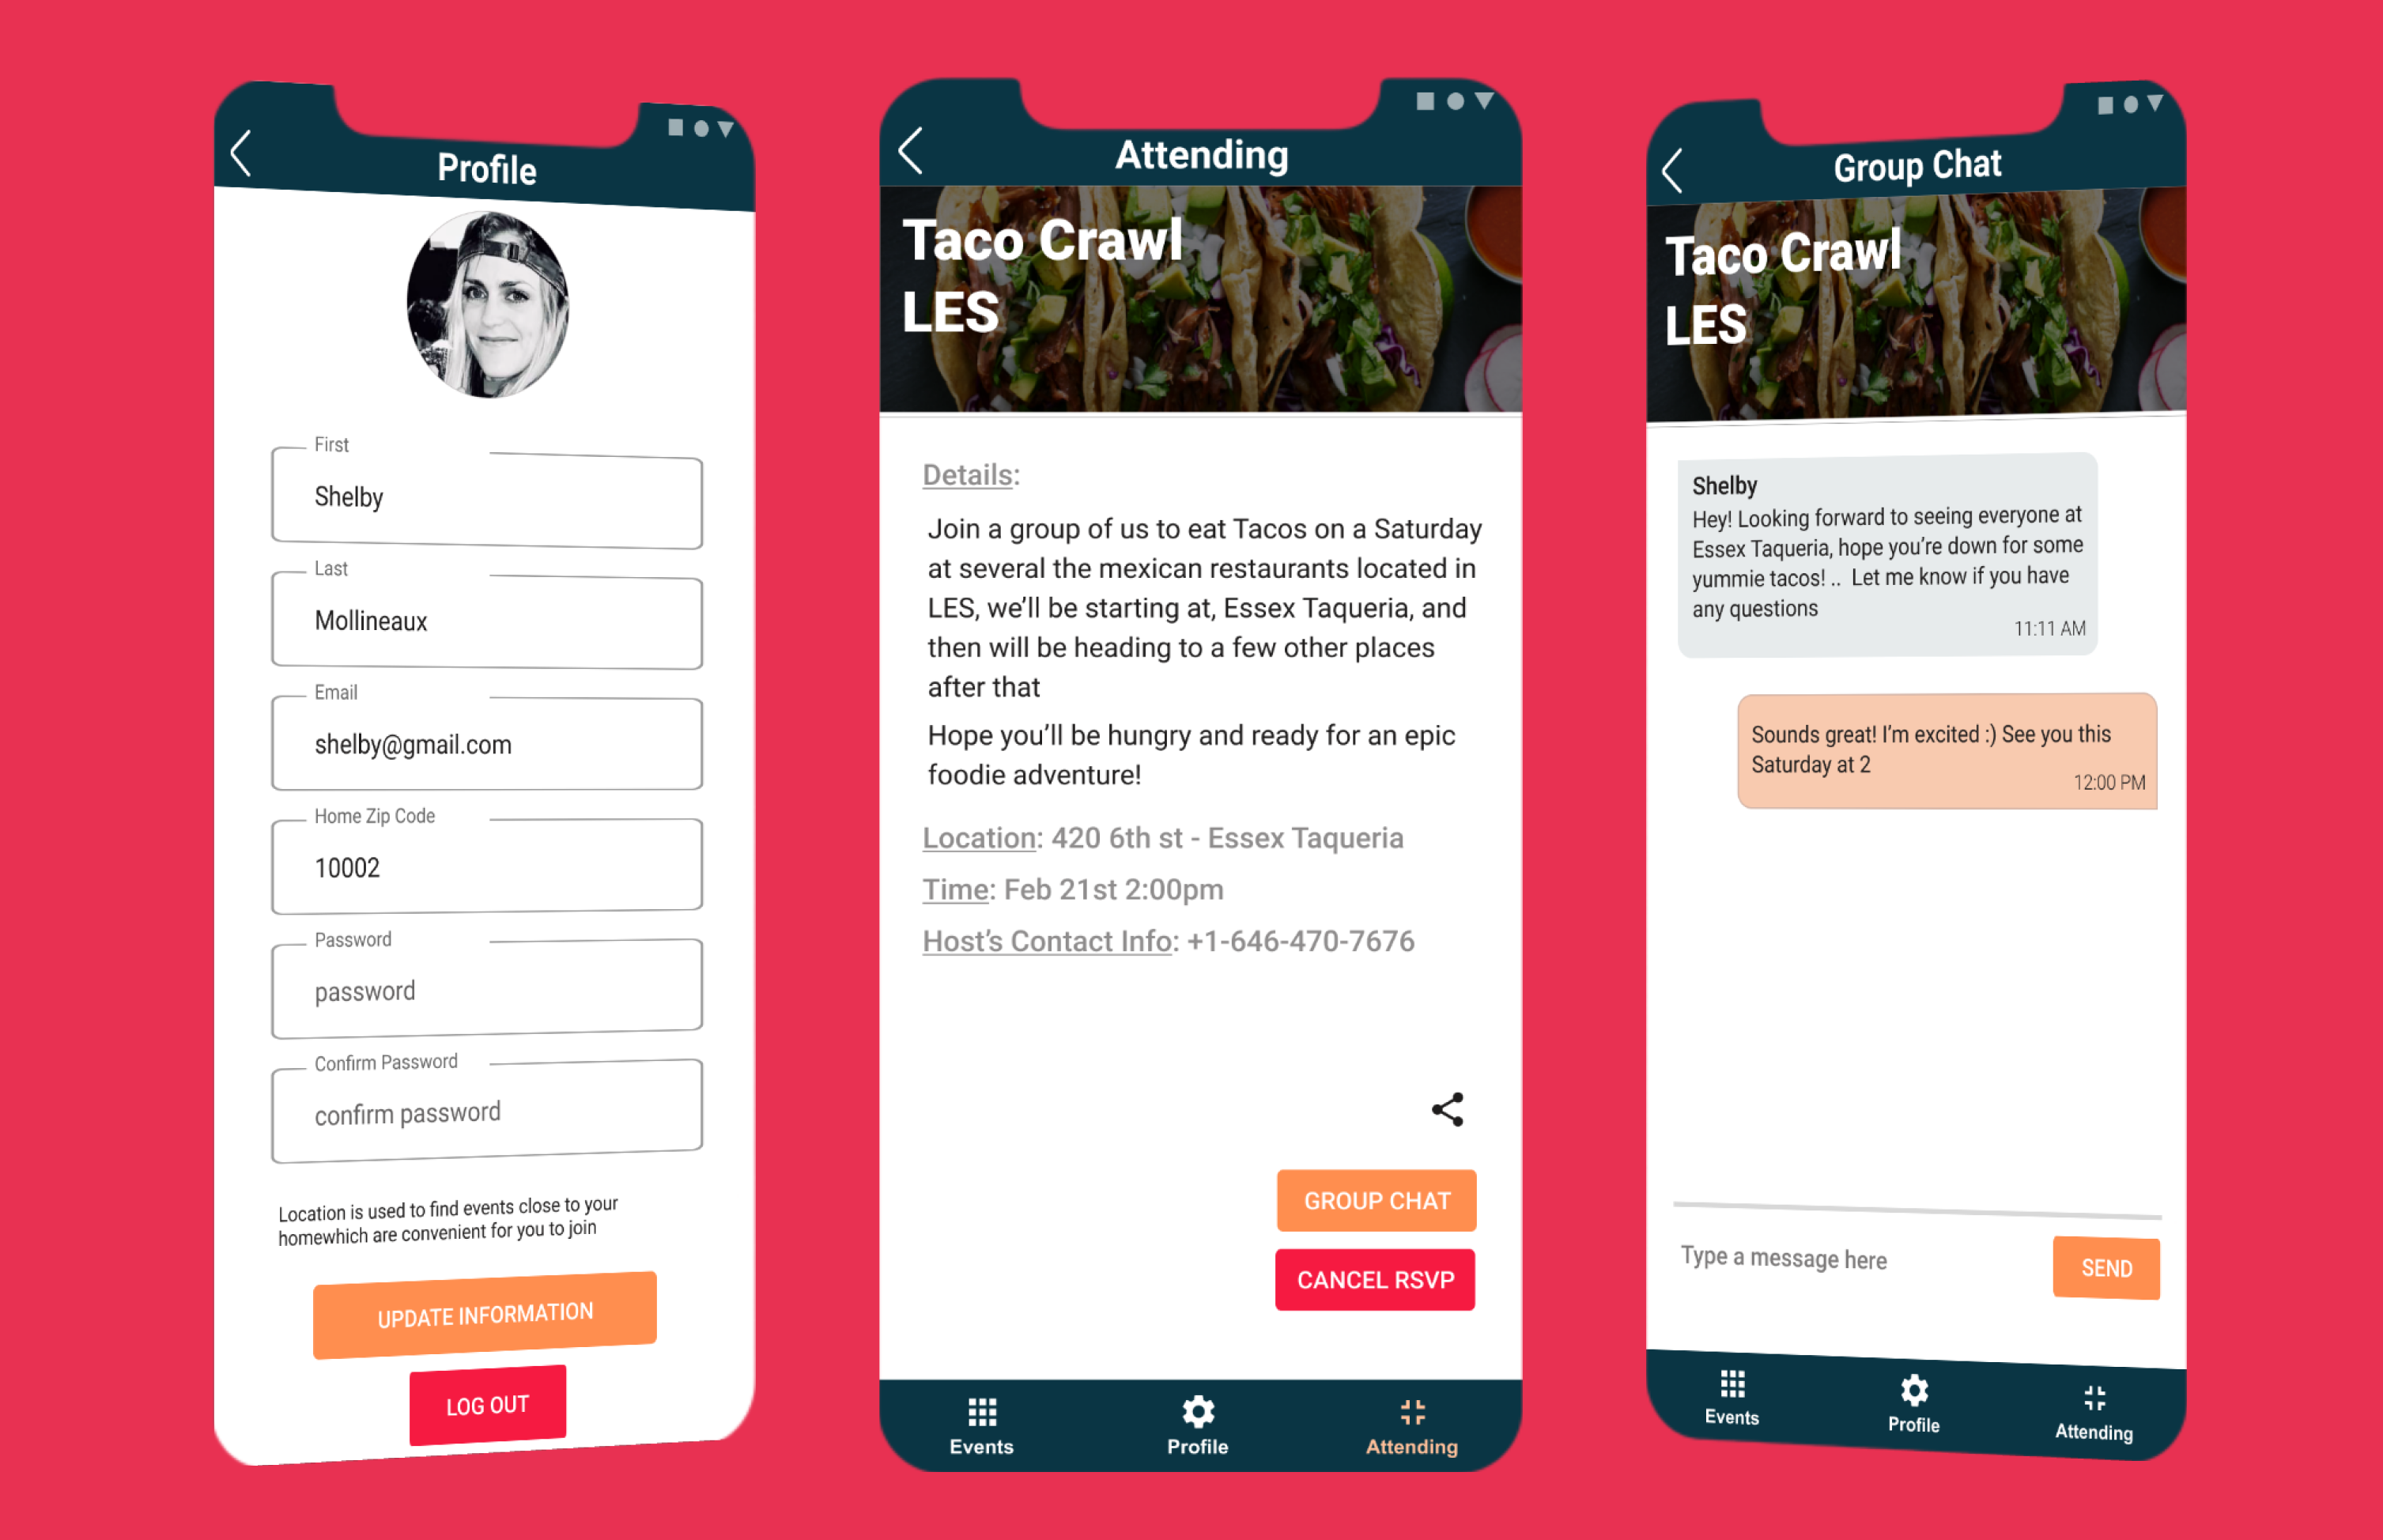 Profile
First
Shelby
Last
Mollineaux
Email
shelby@gmail.com
Home Zip Code
10002
Password
password
Confirm Password
confirm password
Location is used to find events close to your
homewhich are convenient for you to join
UPDATE INFORMATION
LOG OUT
Attending
Taco Crawl
LES
Details:
Join a group of us to eat Tacos on a Saturday
at several the mexican restaurants located in
LES, we'll be starting at, Essex Taqueria, and
then will be heading to a few other places
after that
Hope you'll be hungry and ready for an epic
foodie adventure!
Location: 420 6th st - Essex Taqueria
Time: Feb 21st 2:00pm
Host's Contact Info: +1-646-470-7676
GROUP CHAT
CANCEL RSVP
Events
Profile
Attending
Group Chat
Taco Crawl
LES
Shelby
Hey! Looking forward to seeing everyone at
Essex Taqueria, hope you're down for some
yummie tacos! .. Let me know if you have
any questions
11:11 AM
Sounds great! I'm excited :) See you this
Saturday at 2
12:00 PM
Type a message here
SEND
Events
Profile
Attending